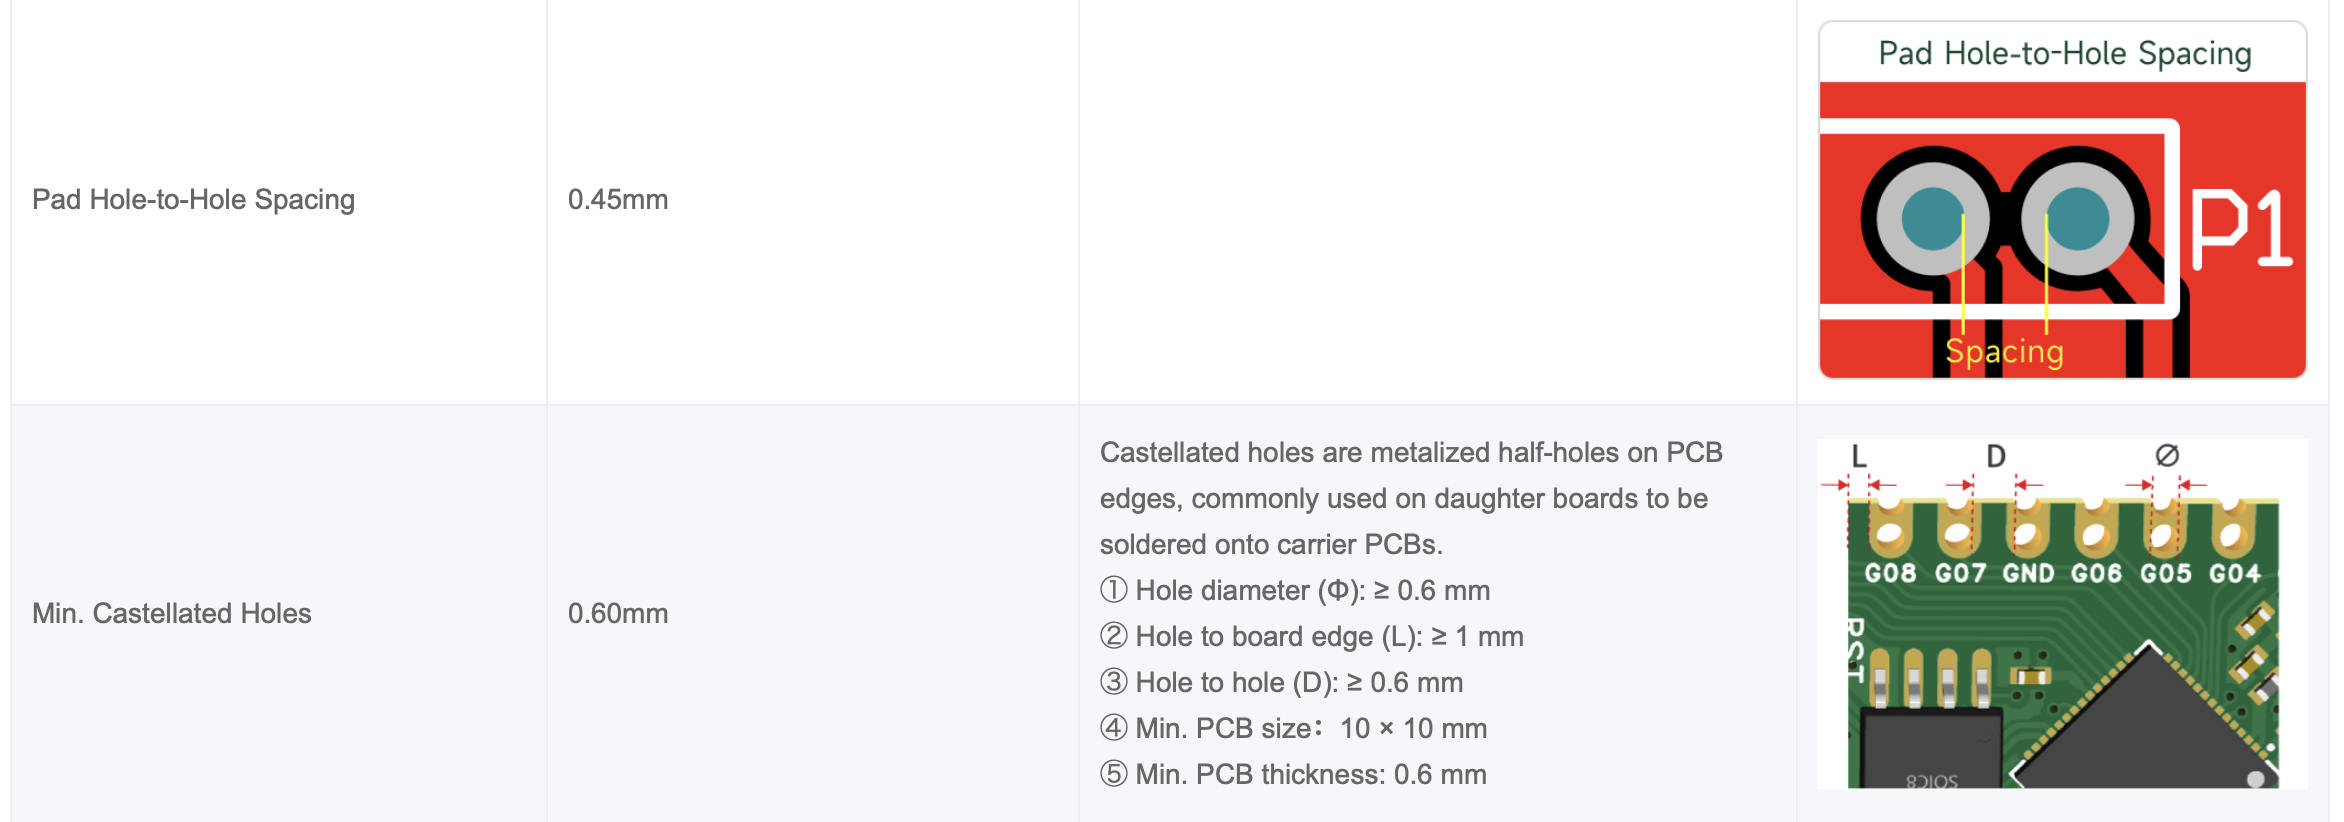 Pad Hole-to-Hole Spacing
0.45mm
Pad Hole-to-Hole Spacing
P1
Spacing
Min. Castellated Holes
0.60mm
Castellated holes are metalized half-holes on PCB
edges, commonly used on daughter boards to be
soldered onto carrier PCBs.
① Hole diameter (Φ): ≥ 0.6 mm
② Hole to board edge (L): ≥ 1 mm
③ Hole to hole (D): ≥ 0.6 mm
④ Min. PCB size：10 × 10 mm
⑤ Min. PCB thickness: 0.6 mm
L D ∅
G08 G07 GND G06 G05 G04
RST
SOIC8